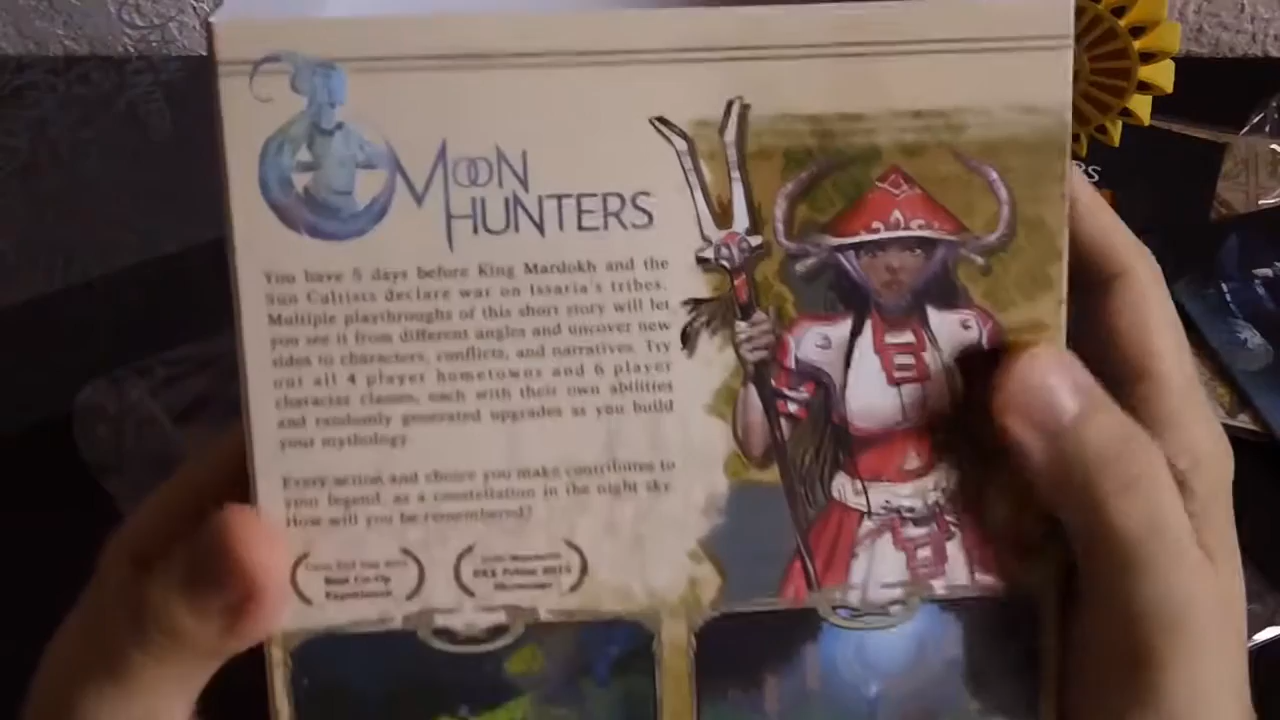 MOON
HUNTERS
You have 5 days before King Mardokh and the
Sun Cultists declare war on Issaria's tribes.
Multiple playthroughs of this short story will let
you see it from different angles and uncover new
sides to characters, conflicts, and narratives. Try
out all 4 player hometowns and 6 player
character classes, each with their own abilities
and randomly generated upgrades as you build
your mythology.
Every action and choice you make contributes to
your legend, as a constellation in the night sky.
How will you be remembered?
Best Co-Op
Experience
PAX Prime 2015
RS